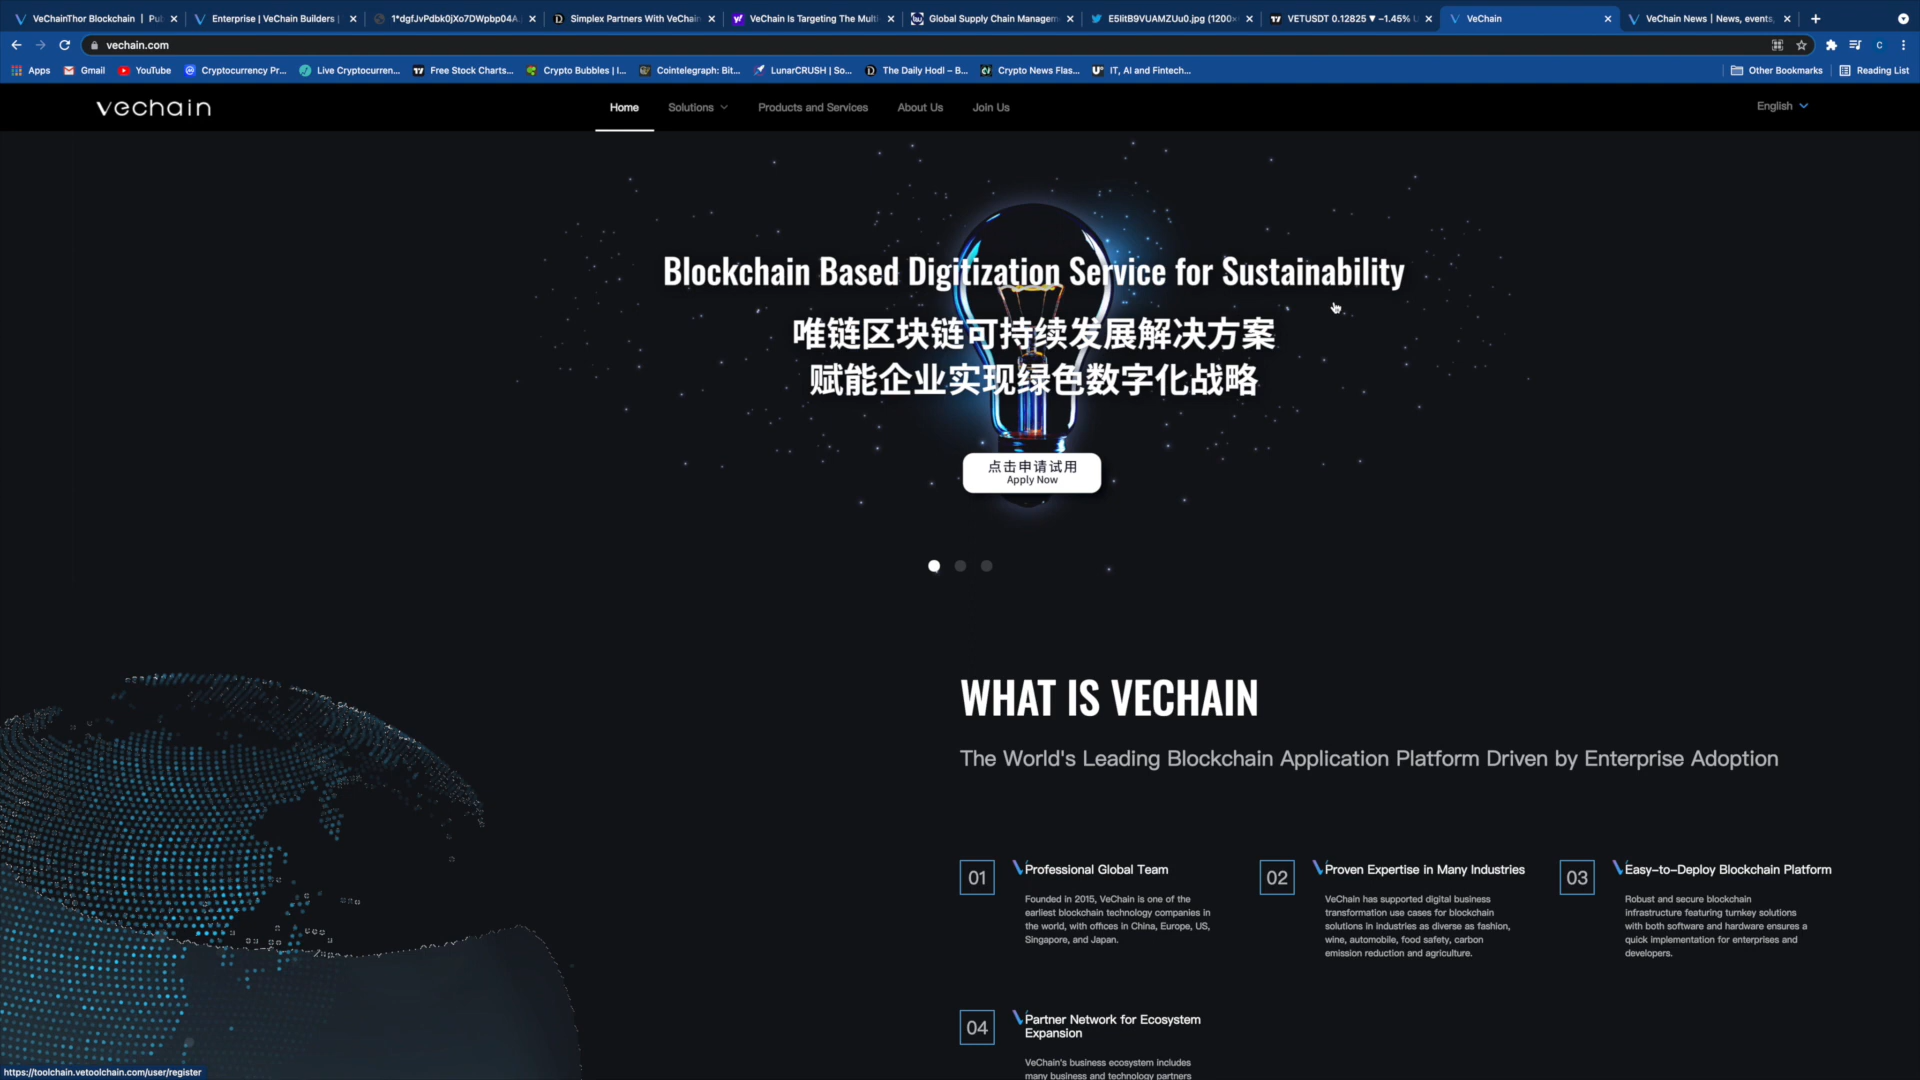 VeChainThor Blockchain | Pu
Enterprise | VeChain Builders |
1*dgfJvPdbk0jXo7DWpbp04A.
Simplex Partners With VeChain
VeChain Is Targeting The Multi
Global Supply Chain Managem
E5IitB9VUAMZUu0.jpg (1200×
VETUSDT 0.12825 ▼ −1.45% U
VeChain
VeChain News | News, events,
vechain.com
C
Apps
Gmail
YouTube
Cryptocurrency Pr...
Live Cryptocurren...
Free Stock Charts...
Crypto Bubbles | I...
Cointelegraph: Bit...
LunarCRUSH | So...
The Daily Hodl – B...
Crypto News Flas...
IT, AI and Fintech...
Other Bookmarks
Reading List
vechain
Home
Solutions
Products and Services
About Us
Join Us
English
Blockchain Based Digitization Service for Sustainability
唯链区块链可持续发展解决方案
赋能企业实现绿色数字化战略
点击申请试用
Apply Now
WHAT IS VECHAIN
The World's Leading Blockchain Application Platform Driven by Enterprise Adoption
01
Professional Global Team
Founded in 2015, VeChain is one of the
earliest blockchain technology companies in
the world, with offices in China, Europe, US,
Singapore, and Japan.
02
Proven Expertise in Many Industries
VeChain has supported digital business
transformation use cases for blockchain
solutions in industries as diverse as fashion,
wine, automobile, food safety, carbon
emission reduction and agriculture.
03
Easy-to-Deploy Blockchain Platform
Robust and secure blockchain
infrastructure featuring turnkey solutions
with both software and hardware ensures a
quick implementation for enterprises and
developers.
04
Partner Network for Ecosystem
Expansion
VeChain's business ecosystem includes
many business and technology partners
https://toolchain.vetoolchain.com/user/register